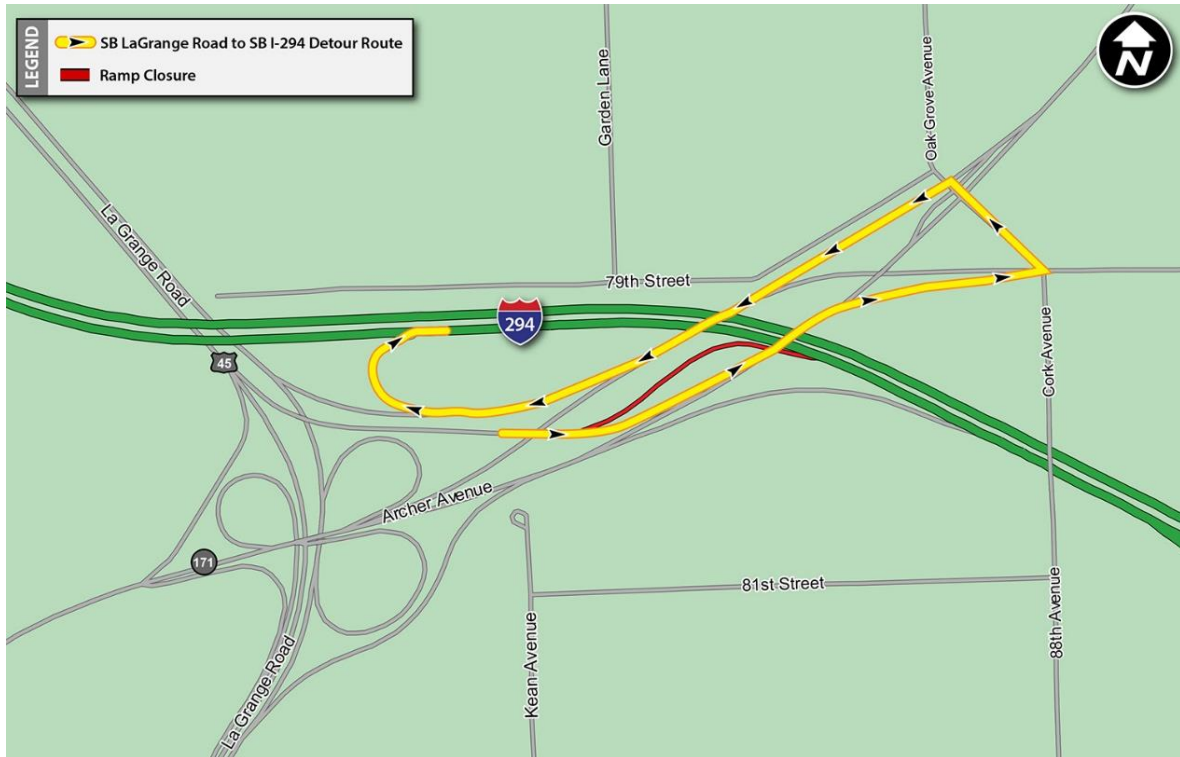 LEGEND
SB LaGrange Road to SB I-294 Detour Route
Ramp Closure
N
Garden Lane
Oak Grove Avenue
La Grange Road
79th Street
294
45
Cork Avenue
Archer Avenue
171
81st Street
Kean Avenue
88th Avenue
La Grange Road